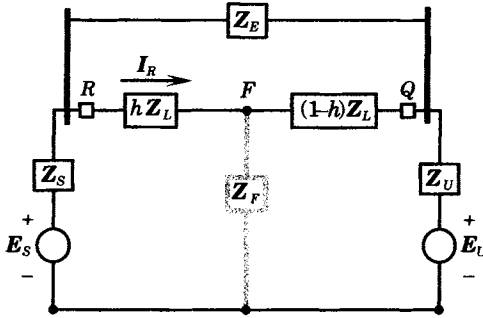 Z_E
I_R
R
F
Q
hZ_L
(1–h)Z_L
Z_S
Z_F
Z_U
+
+
E_S
E_U
–
–